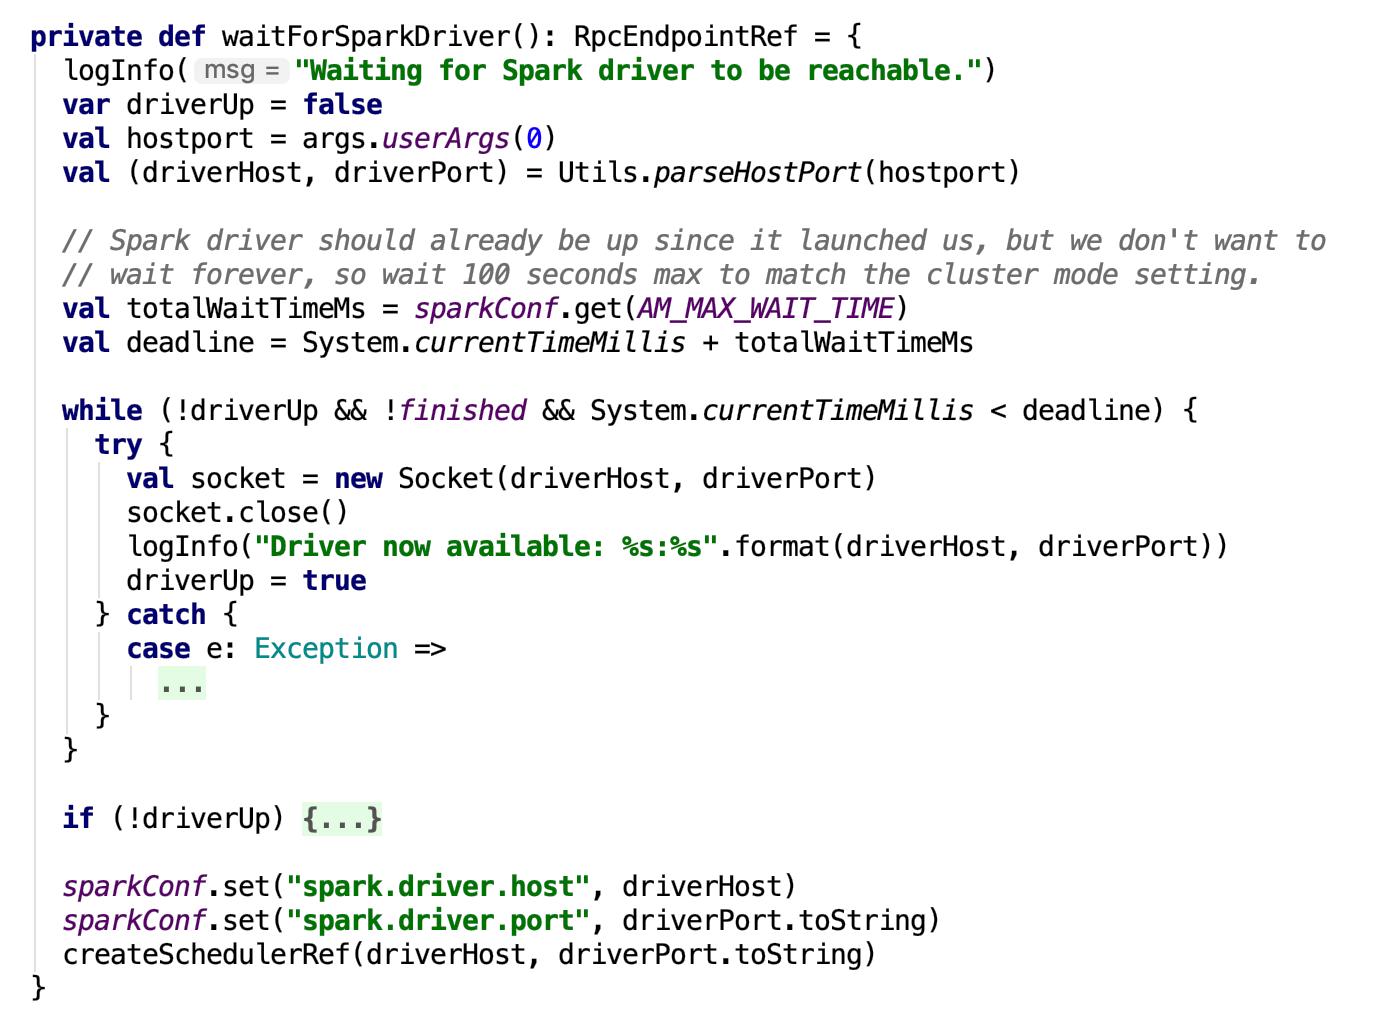 private def waitForSparkDriver(): RpcEndpointRef = {
logInfo( msg = "Waiting for Spark driver to be reachable.")
var driverUp = false
val hostport = args.userArgs(0)
val (driverHost, driverPort) = Utils.parseHostPort(hostport)
// Spark driver should already be up since it launched us, but we don't want to
// wait forever, so wait 100 seconds max to match the cluster mode setting.
val totalWaitTimeMs = sparkConf.get(AM_MAX_WAIT_TIME)
val deadline = System.currentTimeMillis + totalWaitTimeMs
while (!driverUp && !finished && System.currentTimeMillis < deadline) {
try {
val socket = new Socket(driverHost, driverPort)
socket.close()
logInfo("Driver now available: %s:%s".format(driverHost, driverPort))
driverUp = true
} catch {
case e: Exception =>
...
}
}
if (!driverUp) {...}
sparkConf.set("spark.driver.host", driverHost)
sparkConf.set("spark.driver.port", driverPort.toString)
createSchedulerRef(driverHost, driverPort.toString)
}